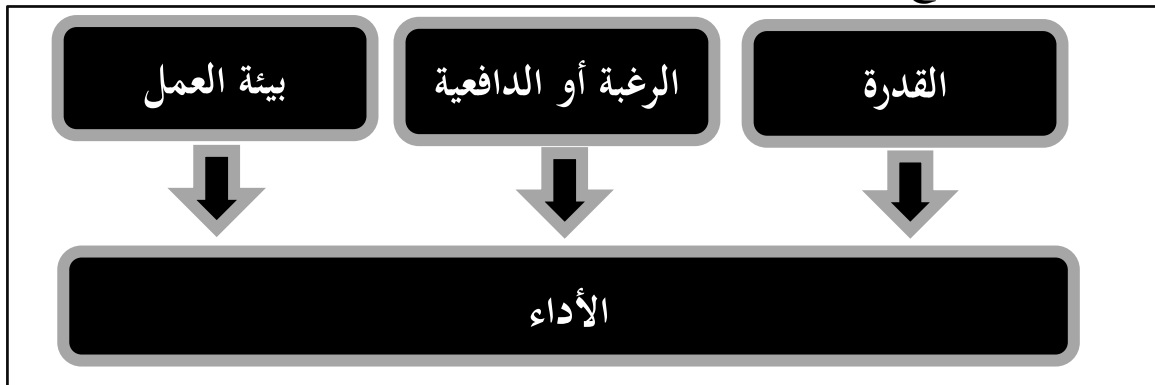 القدرة
الرغبة أو الدافعية
بيئة العمل
الأداء